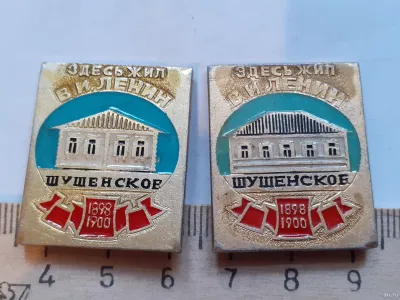 ЗДЕСЬ ЖИЛ
В И ЛЕНИН
ШУШЕНСКОЕ
1898
1900
ЗДЕСЬ ЖИЛ
В И ЛЕНИН
ШУШЕНСКОЕ
1898
1900
4 5 6 7 8 9